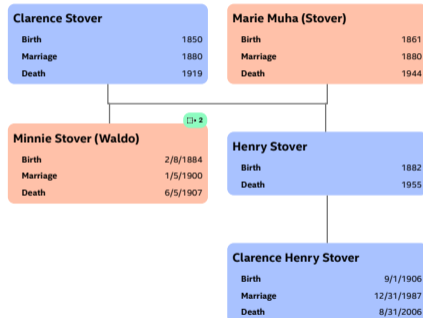 Clarence Stover
Birth 1850
Marriage 1880
Death 1919
Marie Muha (Stover)
Birth 1861
Marriage 1880
Death 1944
2
Minnie Stover (Waldo)
Birth 2/8/1884
Marriage 1/5/1900
Death 6/5/1907
Henry Stover
Birth 1882
Death 1955
Clarence Henry Stover
Birth 9/1/1906
Marriage 12/31/1987
Death 8/31/2006